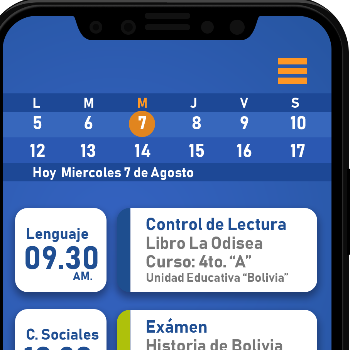 L M M J V S
5 6 7 8 9 10
12 13 14 15 16 17
Hoy Miercoles 7 de Agosto
Lenguaje
09.30
AM.
Control de Lectura
Libro La Odisea
Curso: 4to. “A”
Unidad Educativa “Bolivia”
C. Sociales
Exámen
Historia de Bolivia